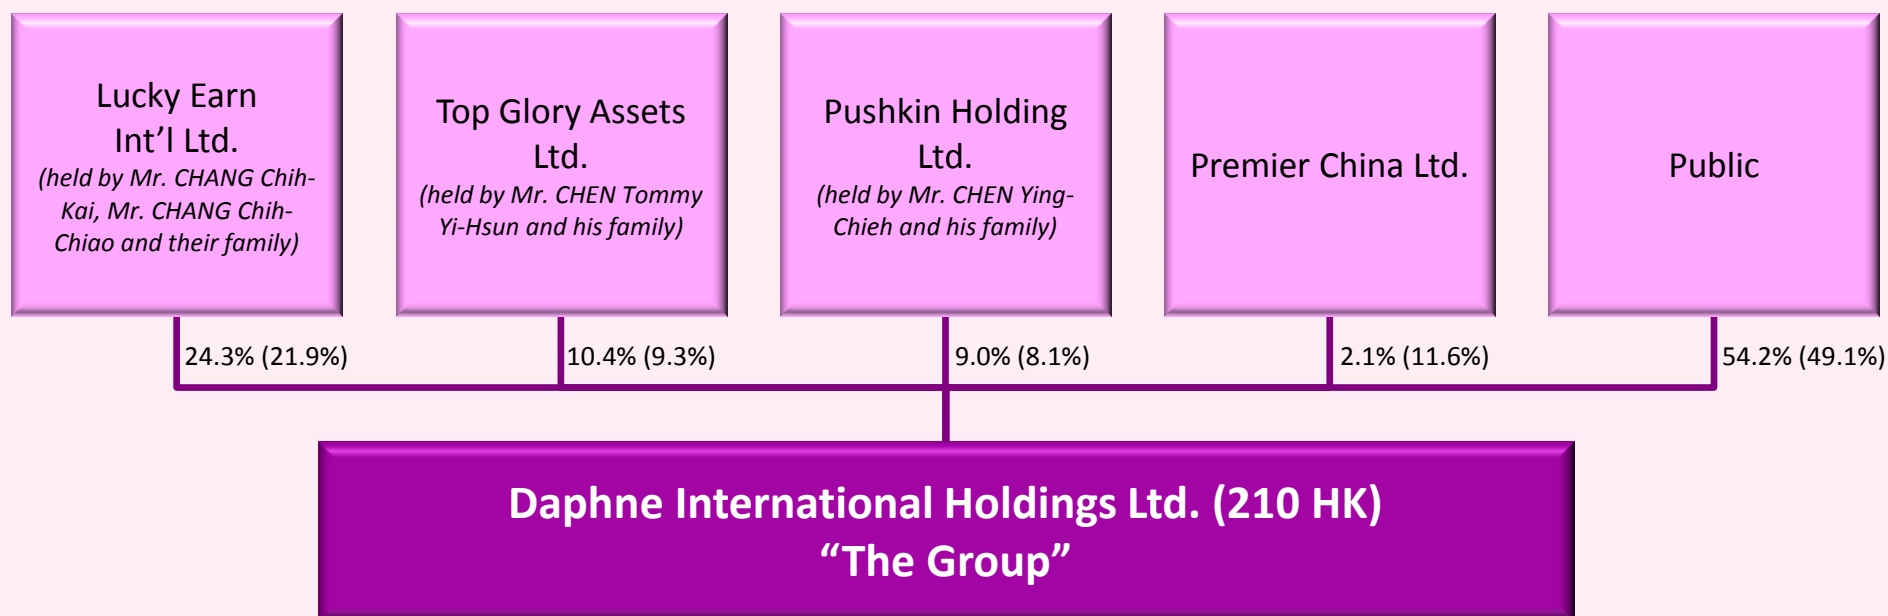 Lucky Earn
Int’l Ltd.
(held by Mr. CHANG Chih-
Kai, Mr. CHANG Chih-
Chiao and their family)
Top Glory Assets
Ltd.
(held by Mr. CHEN Tommy
Yi-Hsun and his family)
Pushkin Holding
Ltd.
(held by Mr. CHEN Ying-
Chieh and his family)
Premier China Ltd.
Public
24.3% (21.9%)
10.4% (9.3%)
9.0% (8.1%)
2.1% (11.6%)
54.2% (49.1%)
Daphne International Holdings Ltd. (210 HK)
“The Group”